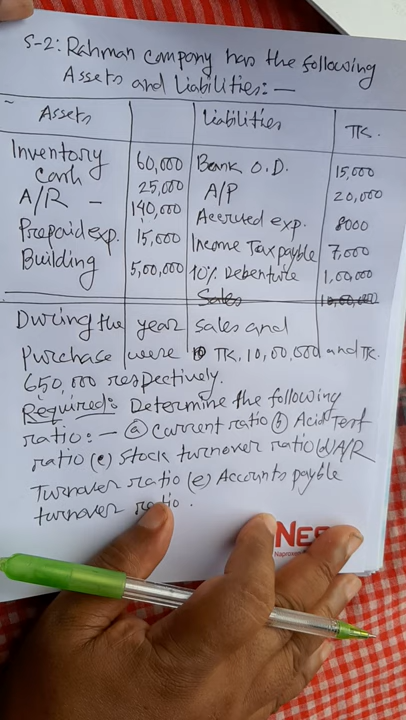 S-2: Rahman Company has the following
Assets and Liabilities: —
Assets Liabilities TK.
Inventory 60,000 Bank O.D. 15,000
Cash 25,000 A/P 20,000
A/R - 140,000 Accrued exp. 8000
Prepaid exp. 15,000 Income Tax payable 7,000
Building 5,00,000 10% Debenture 1,00,000
Sales 10,00,000
During the year sales and
Purchase were TK. 10,00,000 and TK.
650,000 respectively.
Required: Determine the following
ratio: — (a) Current ratio (b) Acid Test
ratio (c) Stock turnover ratio (d) A/R
Turnover ratio (e) Accounts payble
turnover ratio.